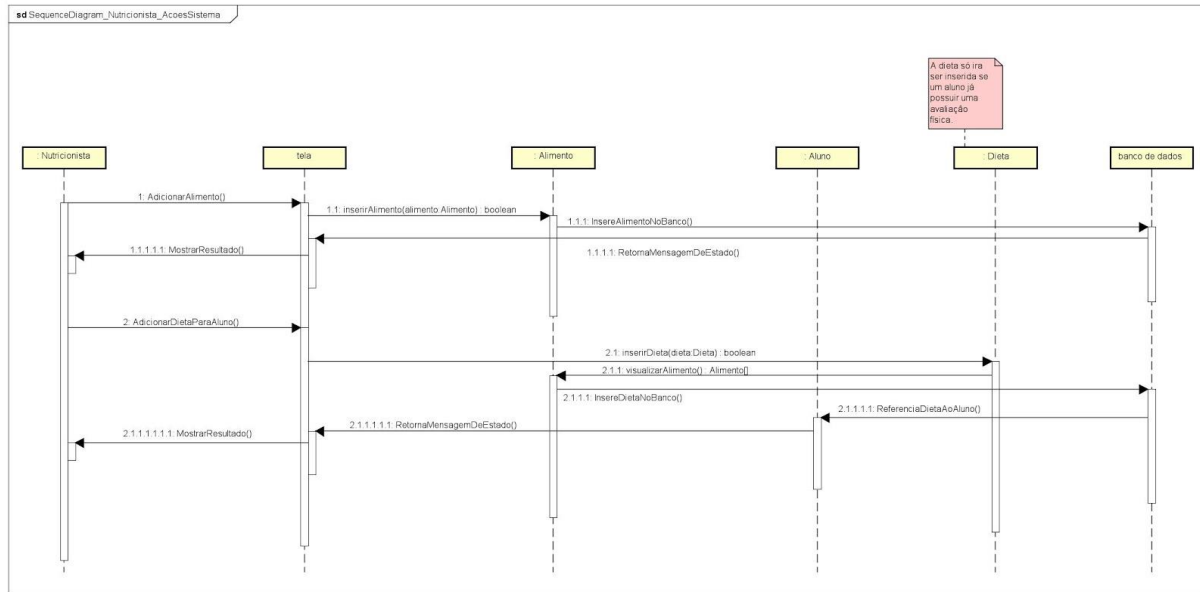 sd SequenceDiagram_Nutricionista_AcoesSistema
A dieta só ira
ser inserida se
um aluno já
possuir uma
avaliação
física.
: Nutricionista
tela
: Alimento
: Aluno
: Dieta
banco de dados
1: AdicionarAlimento()
1.1: inserirAlimento(alimento:Alimento) : boolean
1.1.1: InsereAlimentoNoBanco()
1.1.1.1.1: MostrarResultado()
1.1.1.1: RetornaMensagemDeEstado()
2: AdicionarDietaParaAluno()
2.1: inserirDieta(dieta:Dieta) : boolean
2.1.1: visualizarAlimento() : Alimento[]
2.1.1.1: InsereDietaNoBanco()
2.1.1.1.1: ReferenciaDietaAoAluno()
2.1.1.1.1.1: RetornaMensagemDeEstado()
2.1.1.1.1.1.1: MostrarResultado()